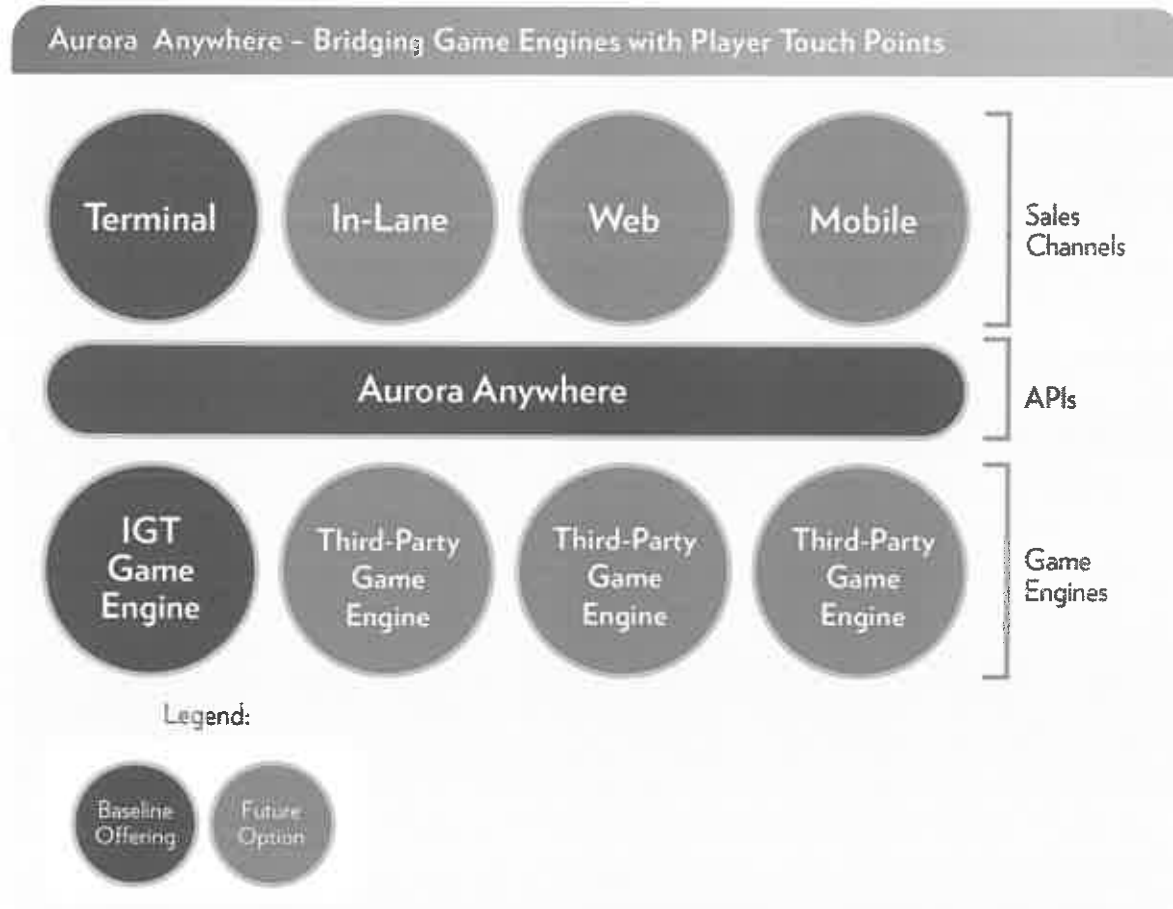 Aurora Anywhere – Bridging Game Engines with Player Touch Points
Terminal
In-Lane
Web
Mobile
Sales
Channels
Aurora Anywhere
APIs
IGT
Game
Engine
Third-Party
Game
Engine
Third-Party
Game
Engine
Third-Party
Game
Engine
Game
Engines
Legend:
Baseline
Offering
Future
Option